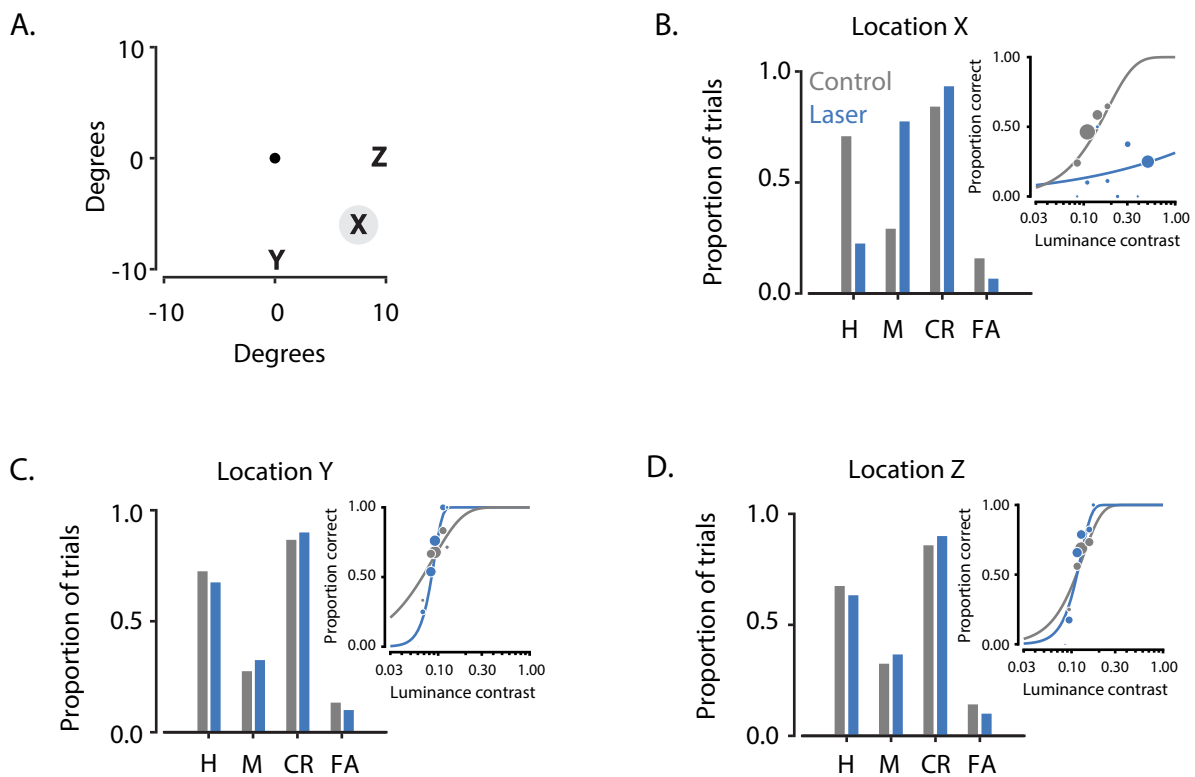 A.
10
0
-10
Degrees
Z
X
Y
-10
0
10
Degrees
B.
Location X
Control
Laser
1.0
0.5
0.0
Proportion of trials
H M CR FA
1.00
0.50
0.00
Proportion correct
0.03 0.10 0.30 1.00
Luminance contrast
C.
Location Y
1.0
0.5
0.0
Proportion of trials
H M CR FA
1.00
0.50
0.00
Proportion correct
0.03 0.10 0.30 1.00
Luminance contrast
D.
Location Z
1.0
0.5
0.0
Proportion of trials
H M CR FA
1.00
0.50
0.00
Proportion correct
0.03 0.10 0.30 1.00
Luminance contrast